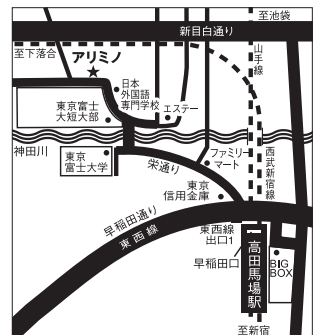 至池袋
新目白通り
至下落合
アリミノ
山手線
日本
外国語
専門学校
エステー
東京富士
大短大部
神田川
東京
富士大学
栄通り
ファミリー
マート
西武新宿線
東京
信用金庫
早稲田通り
東西線
東西線
出口1
早稲田口
高田馬場駅
BIG
BOX
至新宿